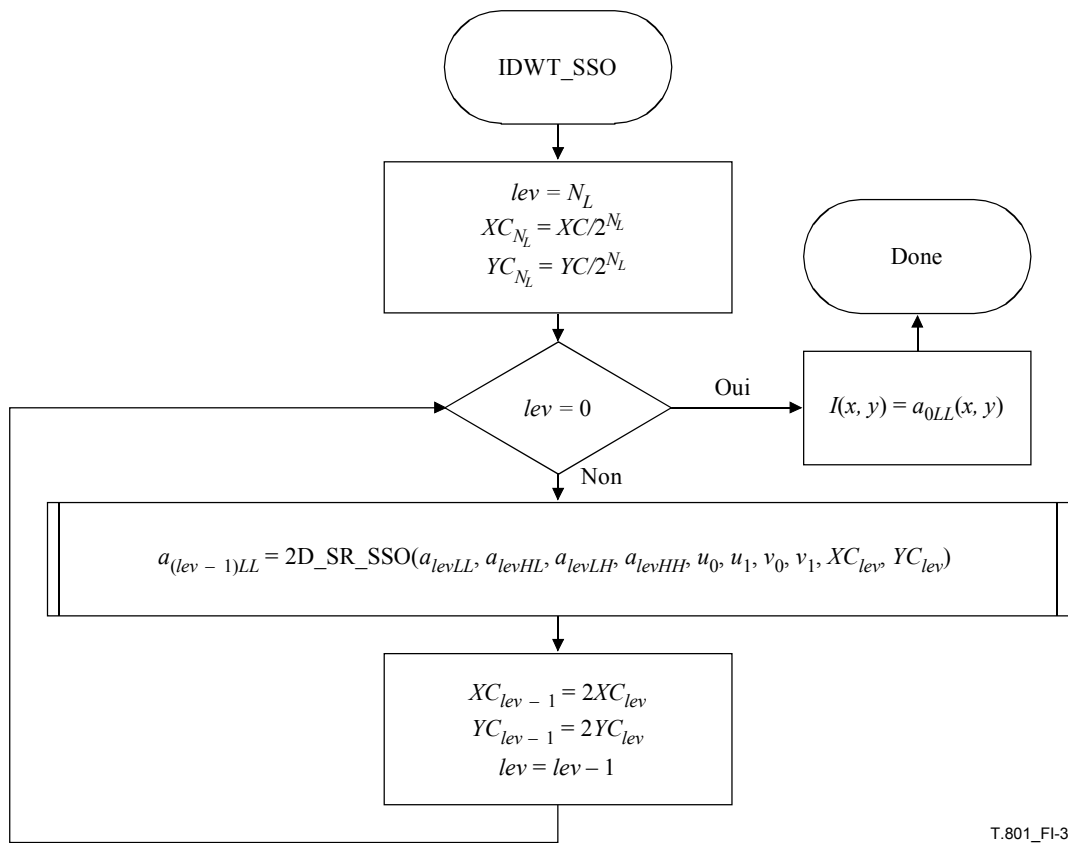 IDWT_SSO
lev = N_L
XC_{N_L} = XC/2^{N_L}
YC_{N_L} = YC/2^{N_L}
Done
lev = 0
Oui
I(x, y) = a_{0LL}(x, y)
Non
a_{(lev – 1)LL} = 2D_SR_SSO(a_{levLL}, a_{levHL}, a_{levLH}, a_{levHH}, u_0, u_1, v_0, v_1, XC_{lev}, YC_{lev})
XC_{lev – 1} = 2XC_{lev}
YC_{lev – 1} = 2YC_{lev}
lev = lev – 1
T.801_FI-3